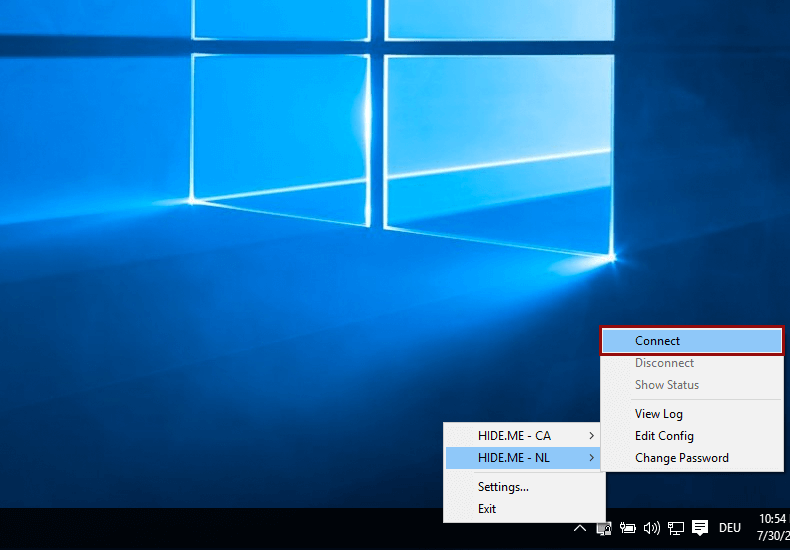 Connect
Disconnect
Show Status
View Log
Edit Config
Change Password
HIDE.ME - CA
HIDE.ME - NL
Settings...
Exit
DEU
10:54
7/30/2